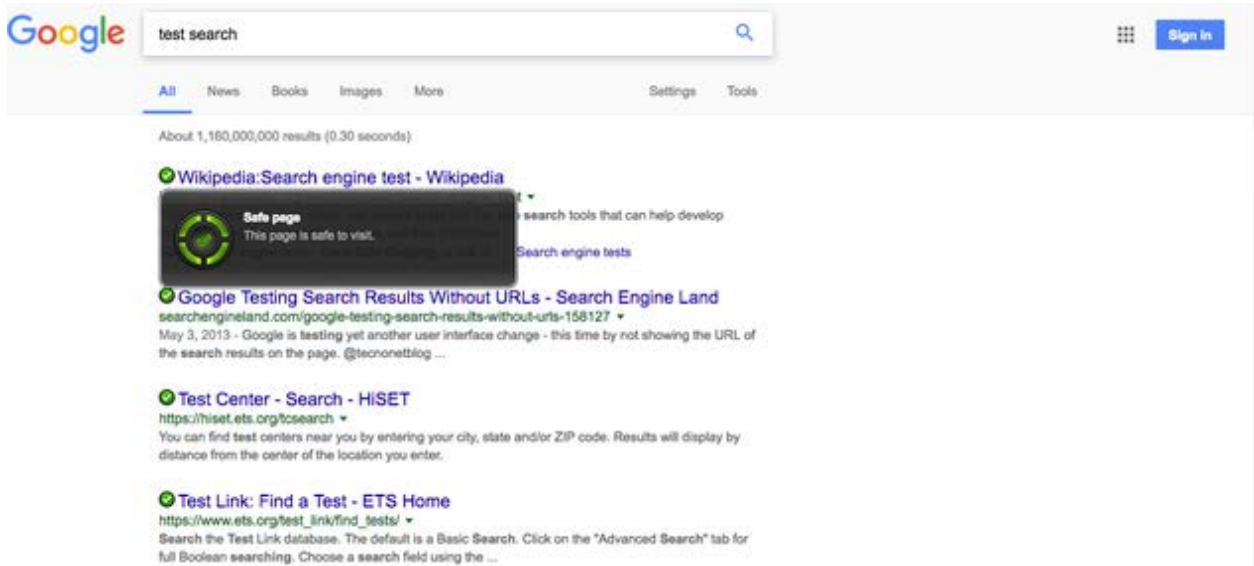 Google
test search
Sign in
All News Books Images More Settings Tools
About 1,160,000,000 results (0.30 seconds)
Wikipedia:Search engine test - Wikipedia
Safe page
This page is safe to visit.
search tools that can help develop
Search engine tests
Google Testing Search Results Without URLs - Search Engine Land
searchengineland.com/google-testing-search-results-without-urls-158127
May 3, 2013 - Google is testing yet another user interface change - this time by not showing the URL of
the search results on the page. @tecnonetblog ...
Test Center - Search - HiSET
https://hiset.ets.org/tcsearch
You can find test centers near you by entering your city, state and/or ZIP code. Results will display by
distance from the center of the location you enter.
Test Link: Find a Test - ETS Home
https://www.ets.org/test_link/find_tests/
Search the Test Link database. The default is a Basic Search. Click on the "Advanced Search" tab for
full Boolean searching. Choose a search field using the ...